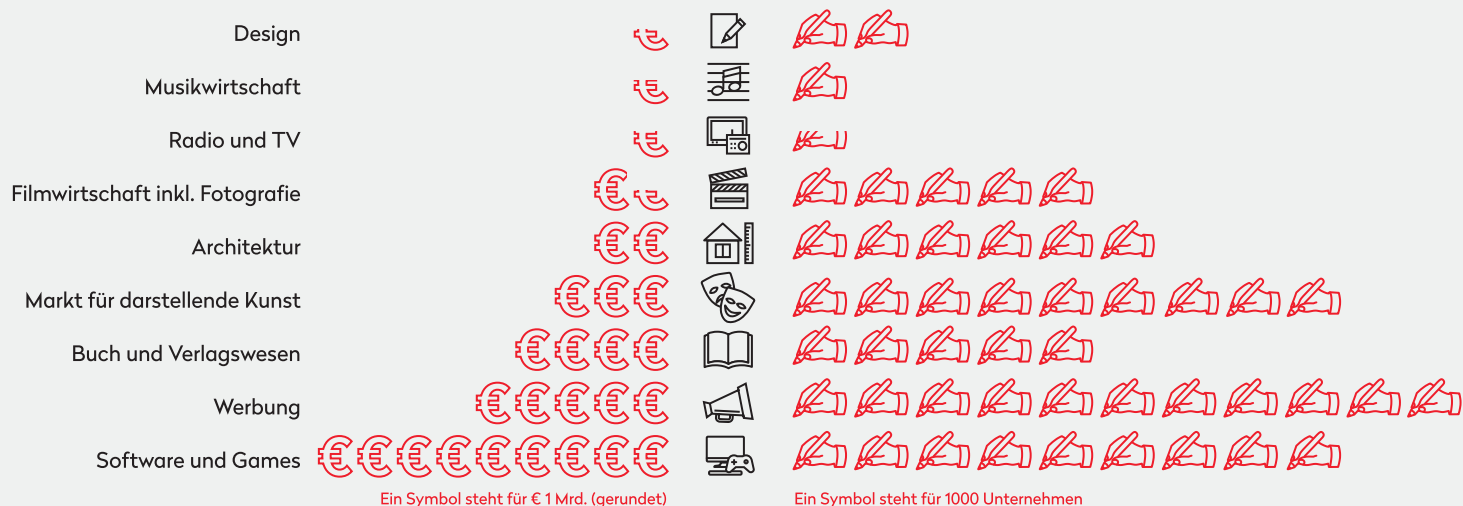 Design
Musikwirtschaft
Radio und TV
Filmwirtschaft inkl. Fotografie
Architektur
Markt für darstellende Kunst
Buch und Verlagswesen
Werbung
Software und Games
Ein Symbol steht für € 1 Mrd. (gerundet)
Ein Symbol steht für 1000 Unternehmen